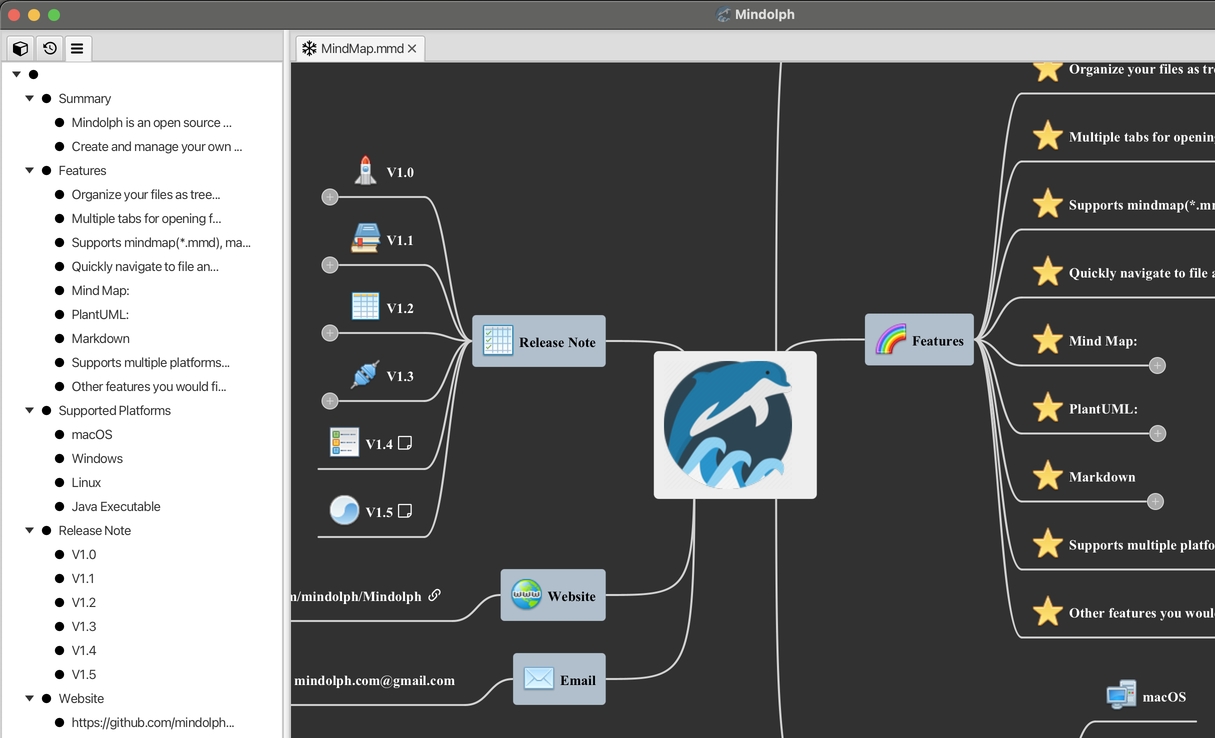 Mindolph
MindMap.mmd
Summary
Mindolph is an open source ...
Create and manage your own ...
Features
Organize your files as tree...
Multiple tabs for opening f...
Supports mindmap(*.mmd), ma...
Quickly navigate to file an...
Mind Map:
PlantUML:
Markdown
Supports multiple platforms...
Other features you would fi...
Supported Platforms
macOS
Windows
Linux
Java Executable
Release Note
V1.0
V1.1
V1.2
V1.3
V1.4
V1.5
Website
https://github.com/mindolph...
V1.0
V1.1
V1.2
V1.3
V1.4
V1.5
Release Note
n/mindolph/Mindolph
Website
WWW
mindolph.com@gmail.com
Email
Features
Organize your files as tr
Multiple tabs for opening
Supports mindmap(*.mm
Quickly navigate to file a
Mind Map:
PlantUML:
Markdown
Supports multiple platfo
Other features you would
macOS